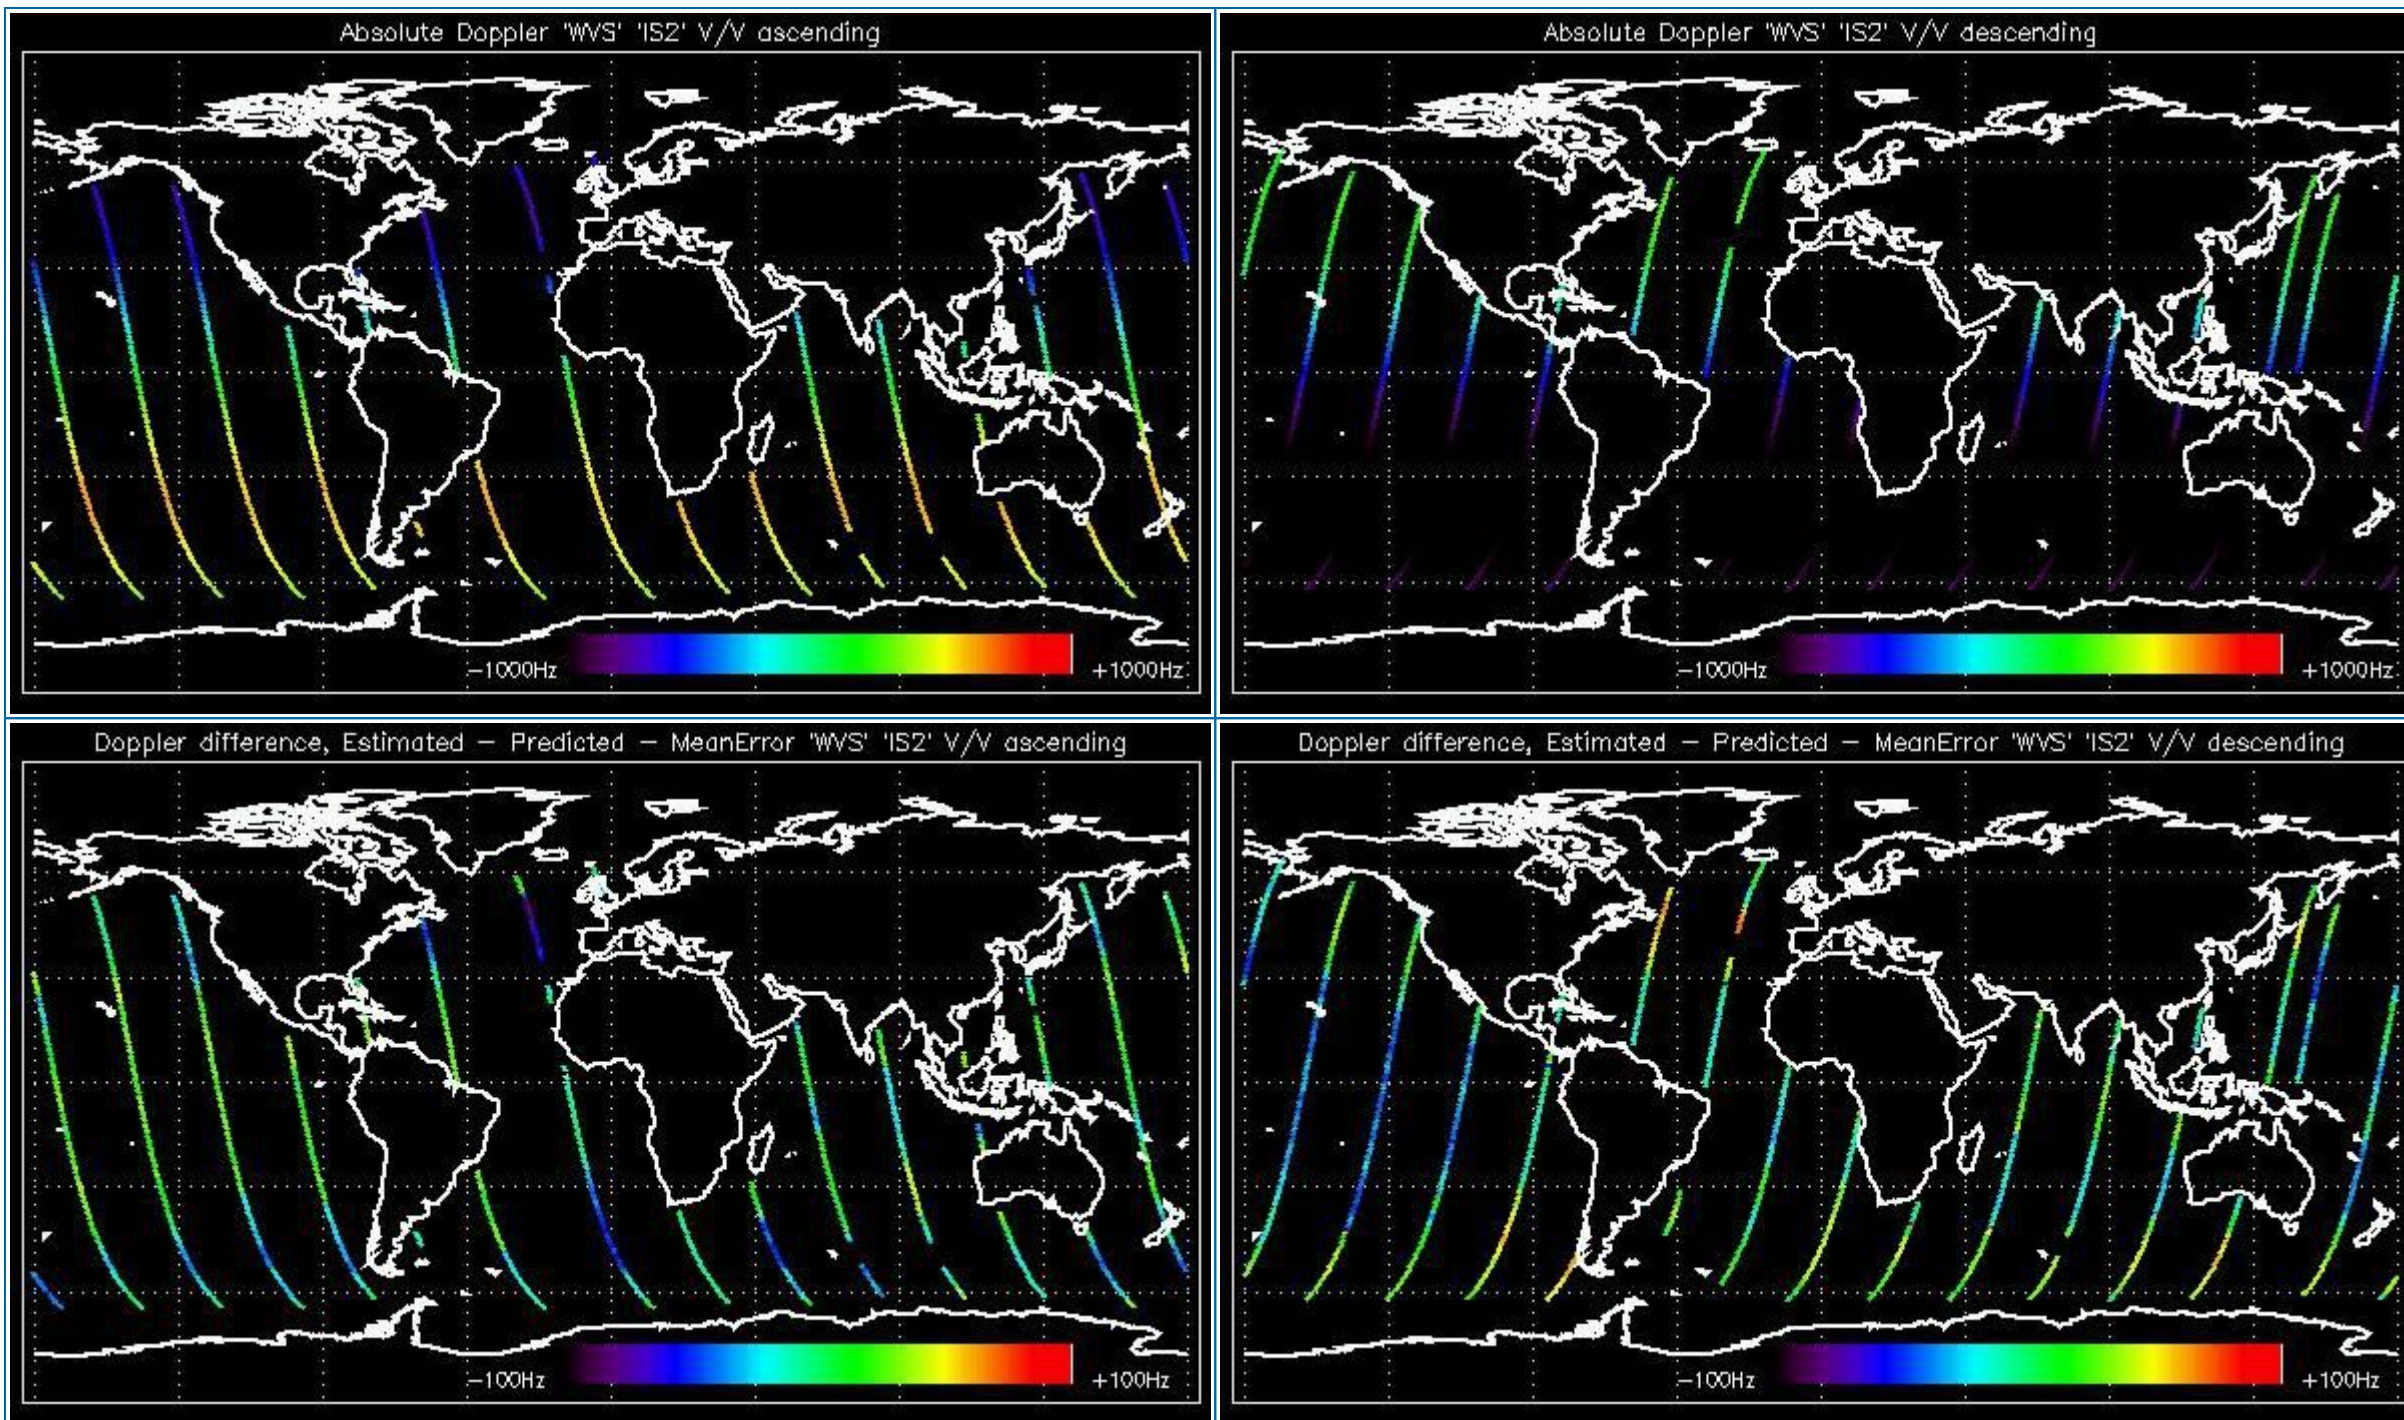 Absolute Doppler 'WVS' 'IS2' V/V ascending
-1000Hz
+1000Hz
Absolute Doppler 'WVS' 'IS2' V/V descending
-1000Hz
+1000Hz
Doppler difference, Estimated - Predicted - MeanError 'WVS' 'IS2' V/V ascending
-100Hz
+100Hz
Doppler difference, Estimated - Predicted - MeanError 'WVS' 'IS2' V/V descending
-100Hz
+100Hz